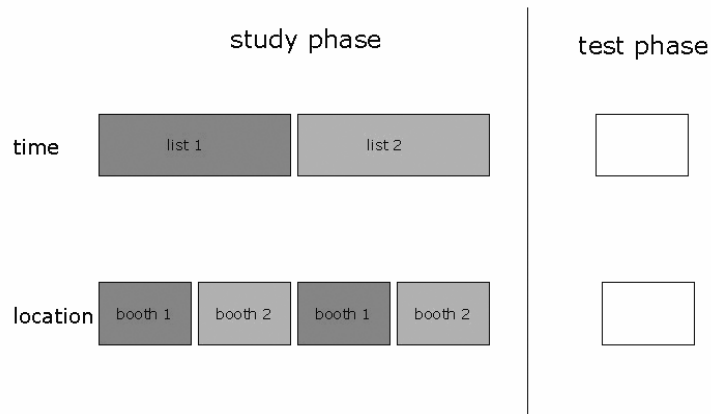 study phase
test phase
time
list 1
list 2
location
booth 1
booth 2
booth 1
booth 2